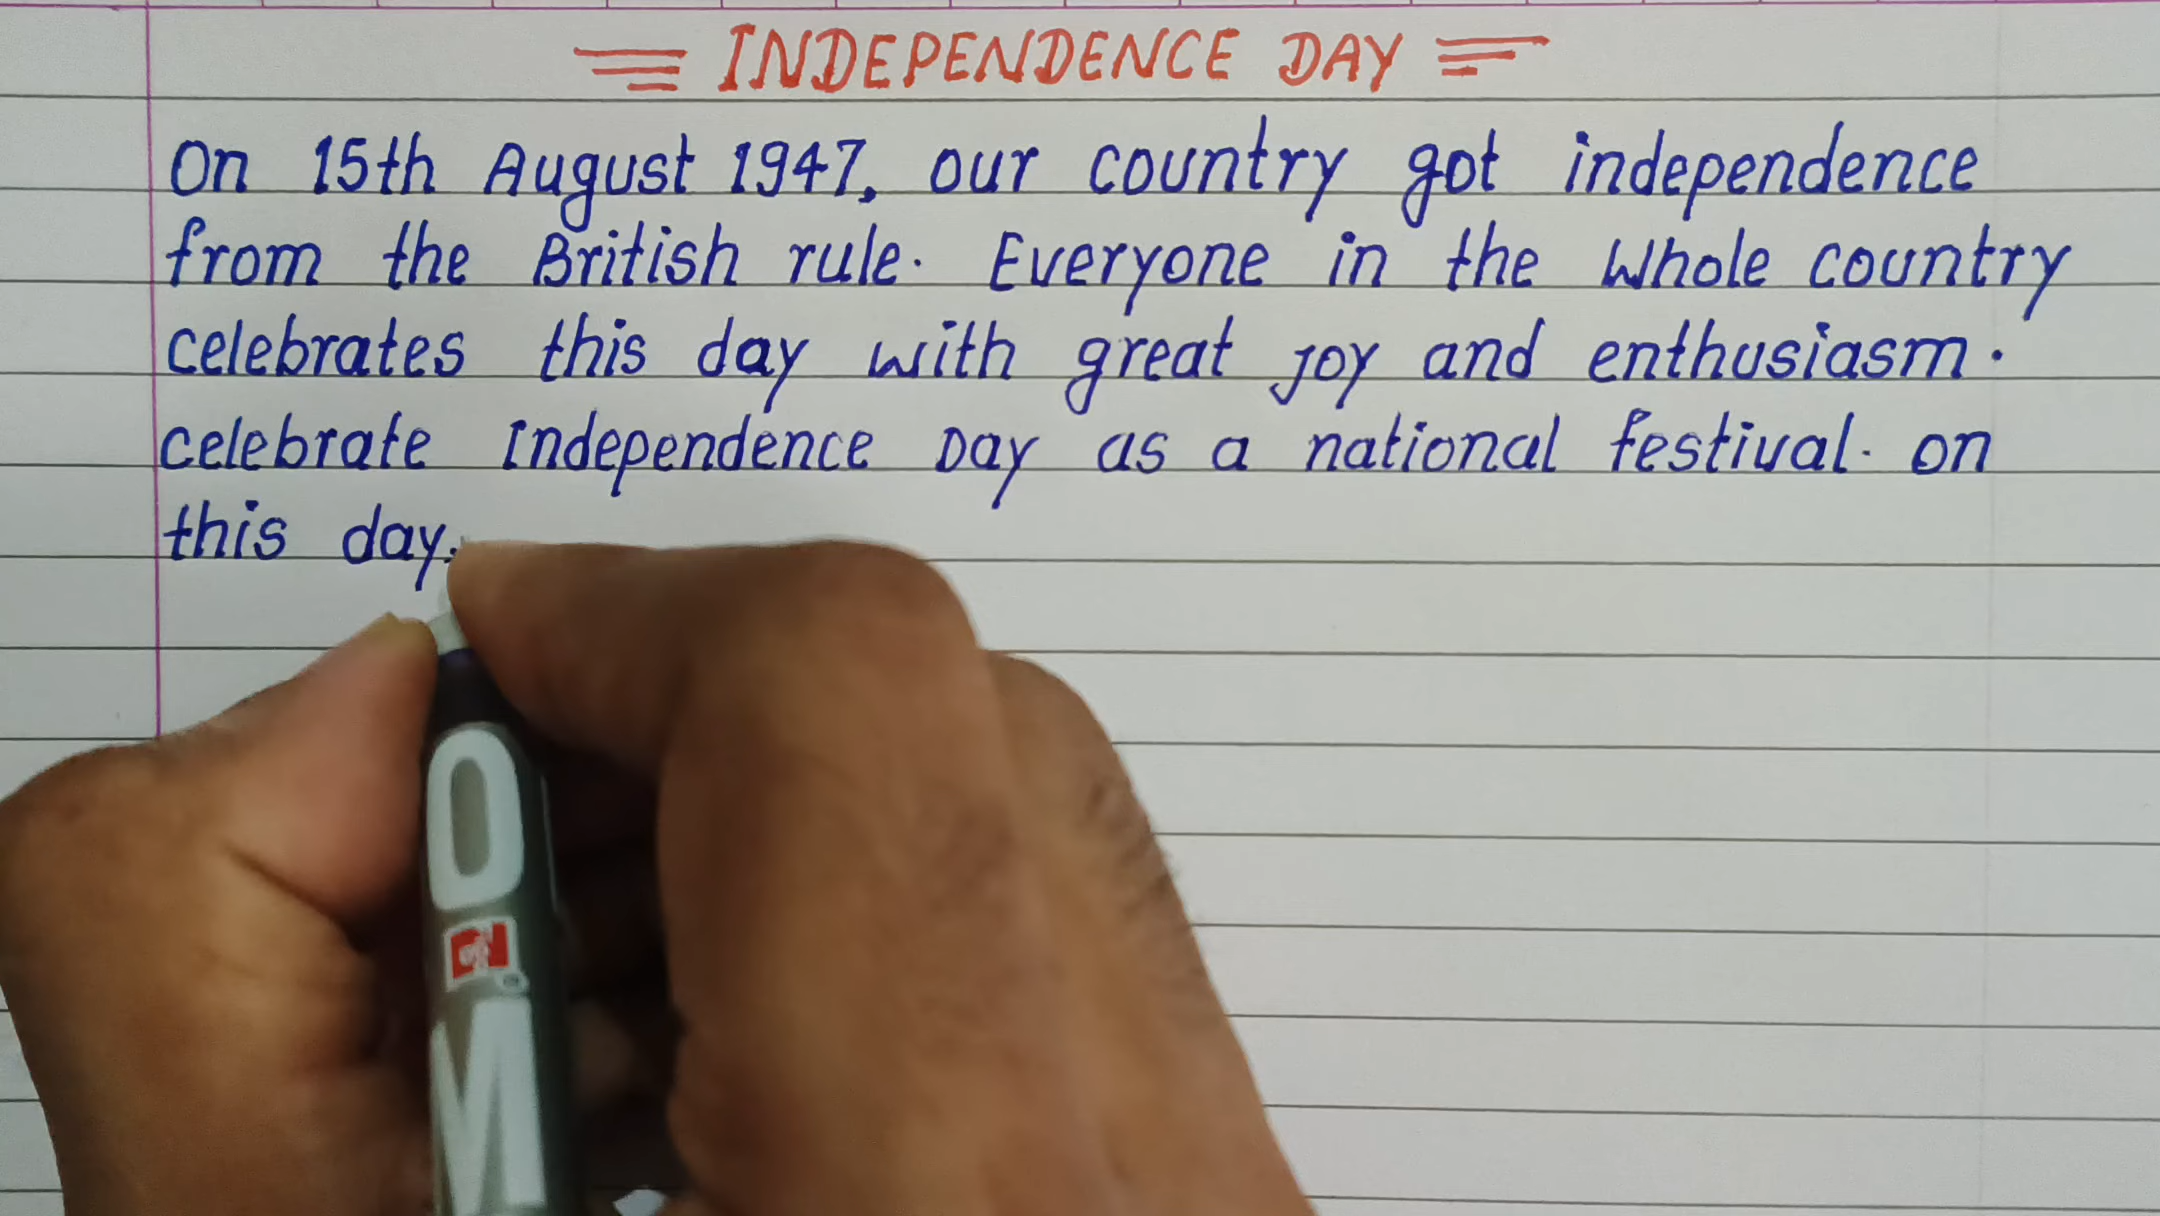 INDEPENDENCE DAY
On 15th August 1947, our country got independence
from the British rule. Everyone in the whole country
celebrates this day with great joy and enthusiasm.
celebrate Independence Day as a national festival. on
this day.
OM